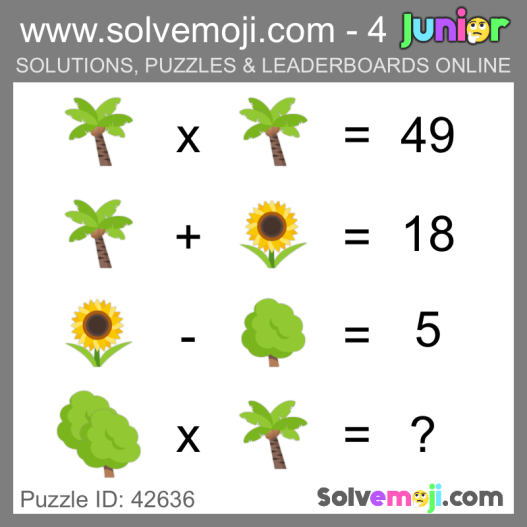 www.solvemoji.com - 4 Junior
SOLUTIONS, PUZZLES & LEADERBOARDS ONLINE
x = 49
+ = 18
- = 5
x = ?
Puzzle ID: 42636
Solvemoji.com